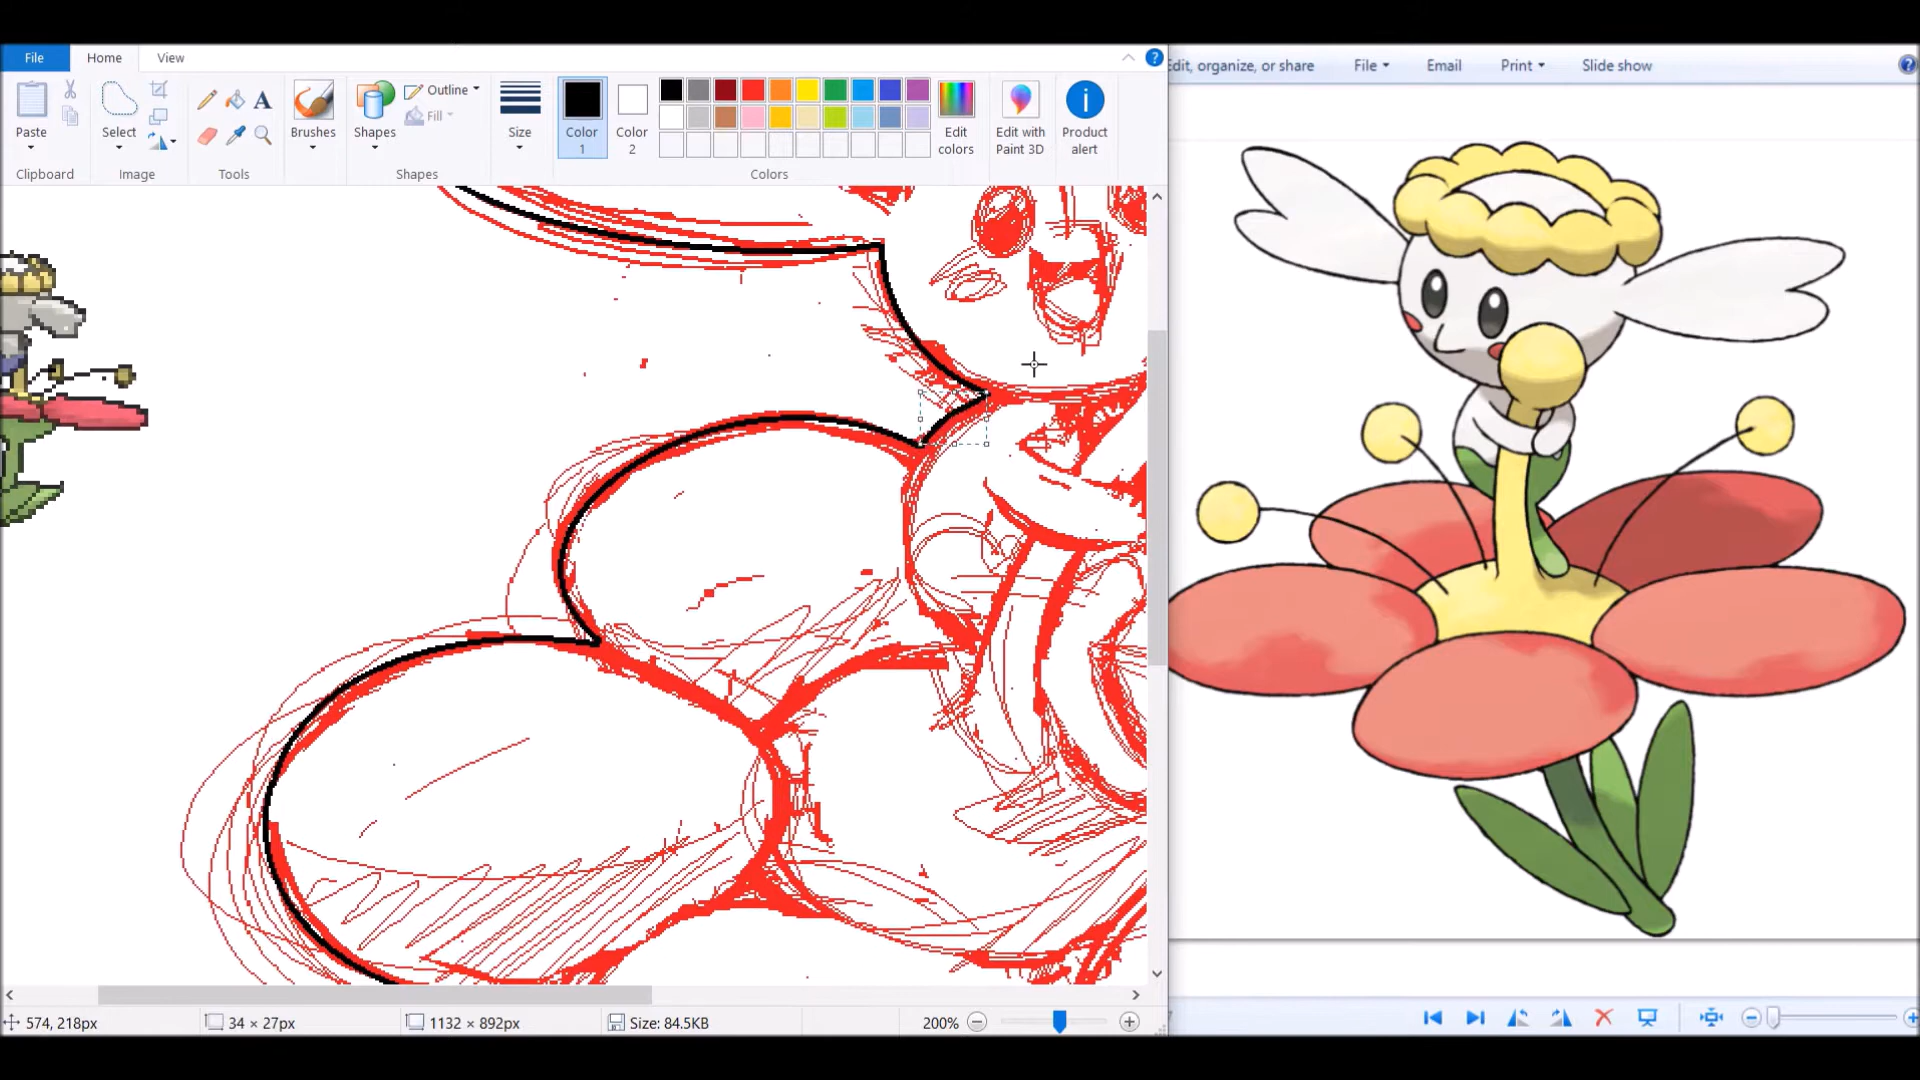 File Home View
Paste
Clipboard
Select
Image
A
Tools
Brushes
Shapes
Outline
Fill
Shapes
Size
Color
1
Color
2
Edit
colors
Colors
Edit with
Paint 3D
Product
alert
Edit, organize, or share File Email Print Slide show
574, 218px 34 × 27px 1132 × 892px Size: 84.5KB 200%